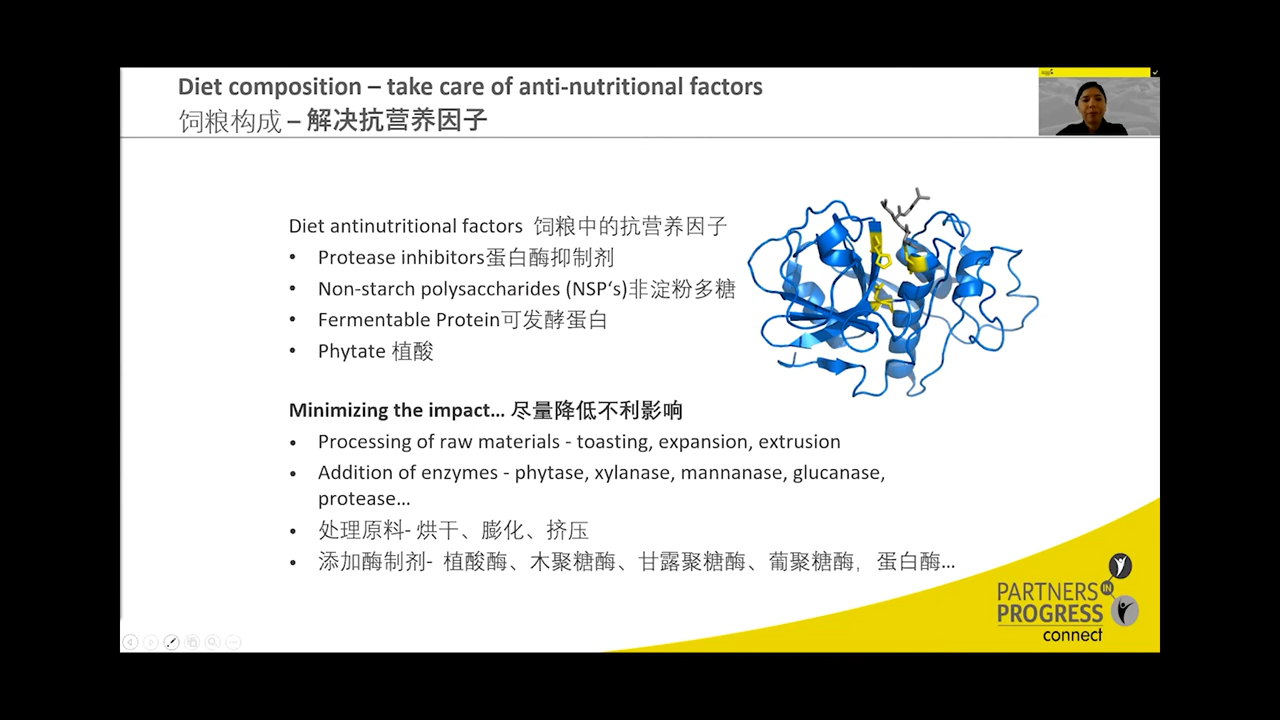 Diet composition – take care of anti-nutritional factors
饲粮构成 – 解决抗营养因子
Diet antinutritional factors 饲粮中的抗营养因子
• Protease inhibitors蛋白酶抑制剂
• Non-starch polysaccharides (NSP‘s)非淀粉多糖
• Fermentable Protein可发酵蛋白
• Phytate 植酸
Minimizing the impact… 尽量降低不利影响
• Processing of raw materials - toasting, expansion, extrusion
• Addition of enzymes - phytase, xylanase, mannanase, glucanase,
protease…
• 处理原料- 烘干、膨化、挤压
• 添加酶制剂- 植酸酶、木聚糖酶、甘露聚糖酶、葡聚糖酶，蛋白酶…
PARTNERS IN
PROGRESS
connect